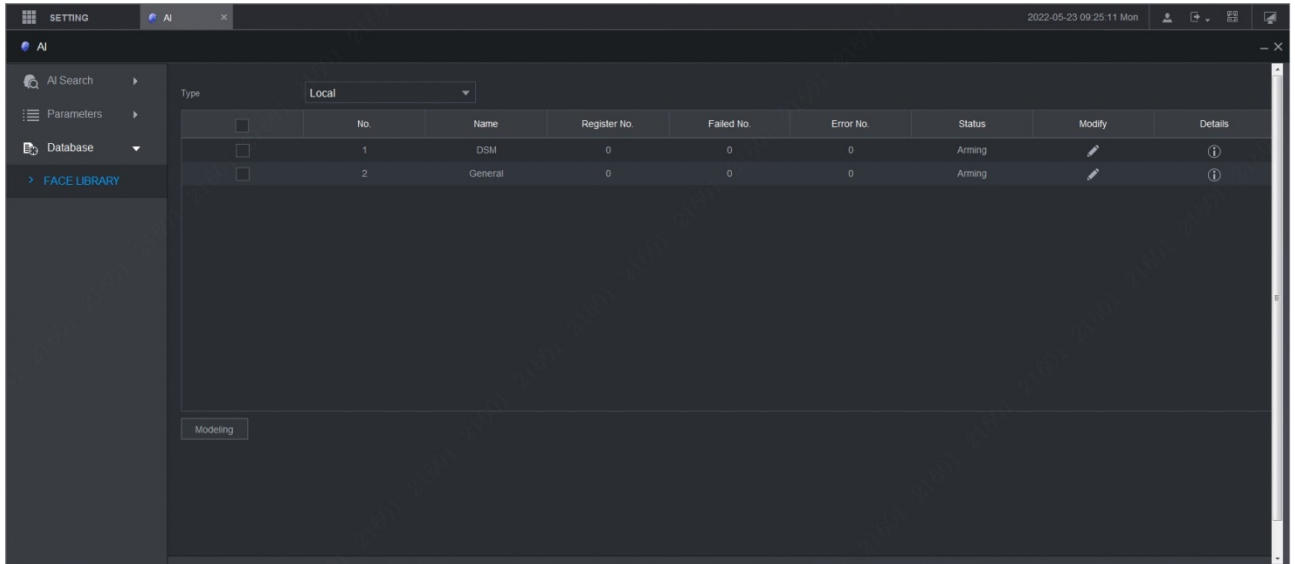 SETTING AI × 2022-05-23 09:25:11 Mon
AI
AI Search
Type Local
Parameters
No. Name Register No. Failed No. Error No. Status Modify Details
Database
1 DSM 0 0 0 Arming
2 General 0 0 0 Arming
> FACE LIBRARY
Modeling